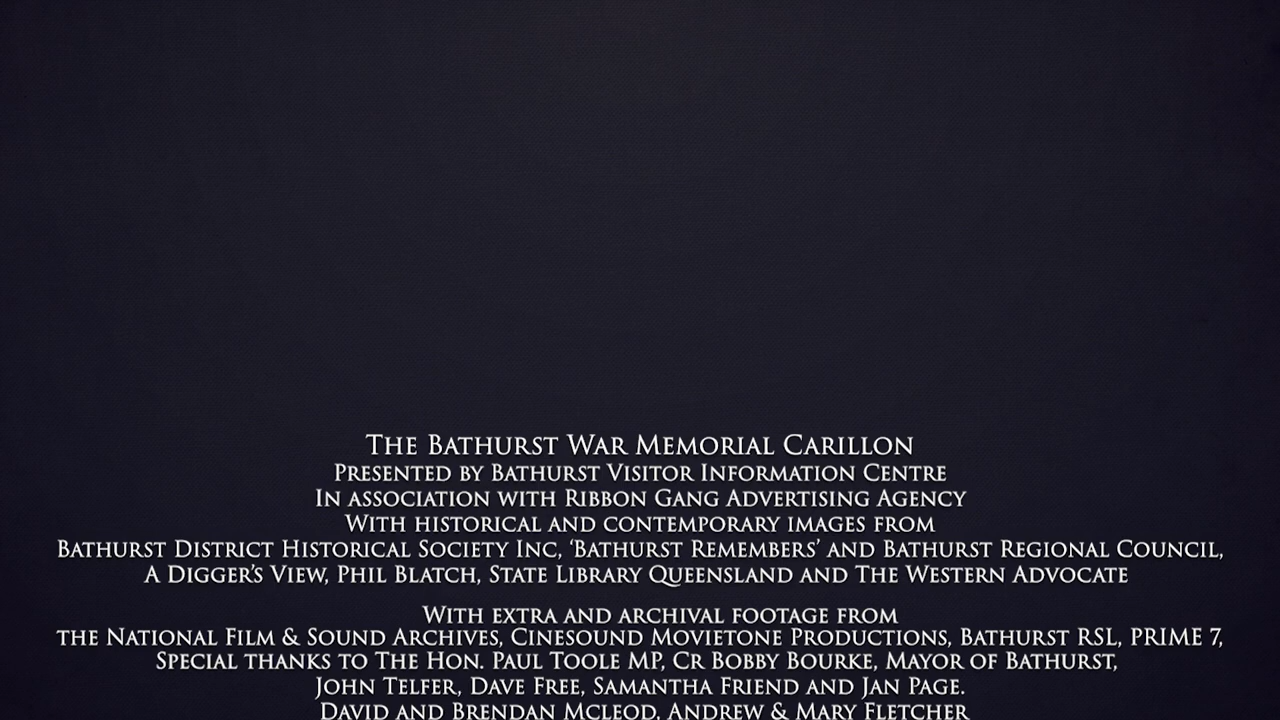 The Bathurst War Memorial Carillon
Presented by Bathurst Visitor Information Centre
In association with Ribbon Gang Advertising Agency
With historical and contemporary images from
Bathurst District Historical Society Inc, ‘Bathurst Remembers’ and Bathurst Regional Council,
A Digger’s View, Phil Blatch, State Library Queensland and The Western Advocate
With extra and archival footage from
the National Film & Sound Archives, Cinesound Movietone Productions, Bathurst RSL, PRIME 7,
Special thanks to The Hon. Paul Toole MP, Cr Bobby Bourke, Mayor of Bathurst,
John Telfer, Dave Free, Samantha Friend and Jan Page.
David and Brendan McLeod, Andrew & Mary Fletcher